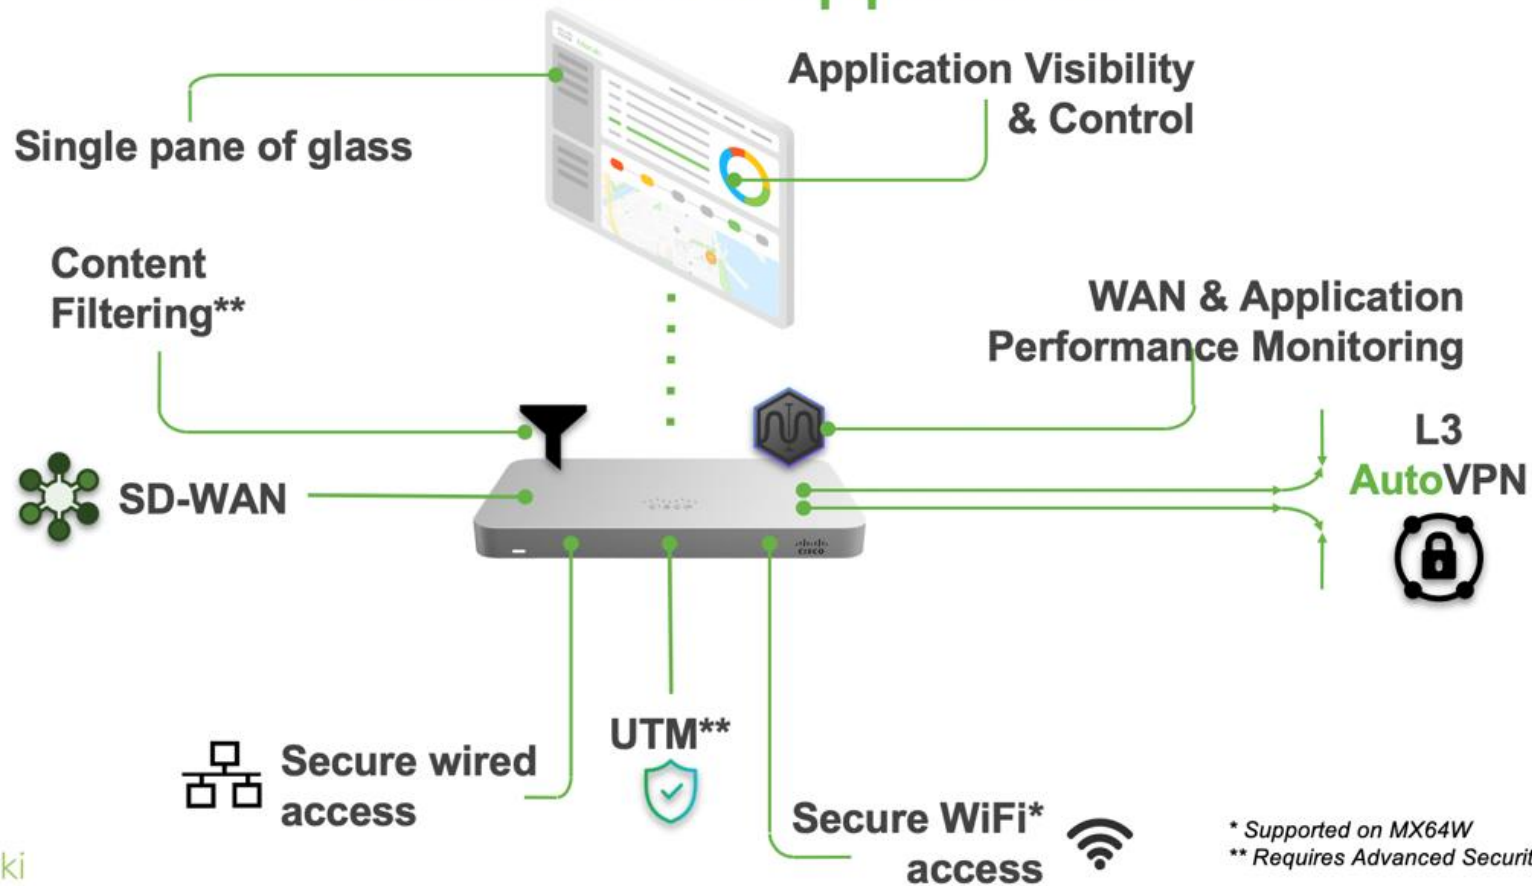 Single pane of glass
Application Visibility
& Control
Content
Filtering**
WAN & Application
Performance Monitoring
L3
AutoVPN
SD-WAN
CISCO
Secure wired
access
UTM**
Secure WiFi*
access
* Supported on MX64W
** Requires Advanced Securit
ki